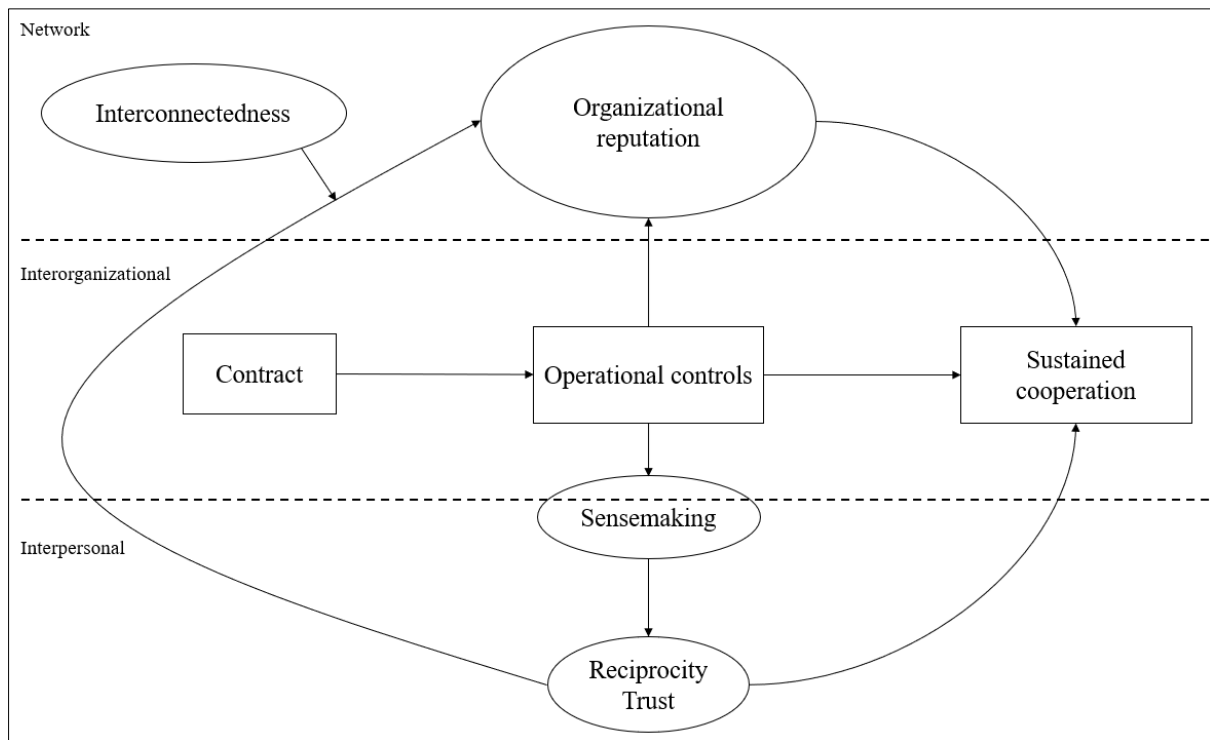 Network
Interconnectedness
Organizational
reputation
Interorganizational
Contract
Operational controls
Sustained
cooperation
Sensemaking
Interpersonal
Reciprocity
Trust